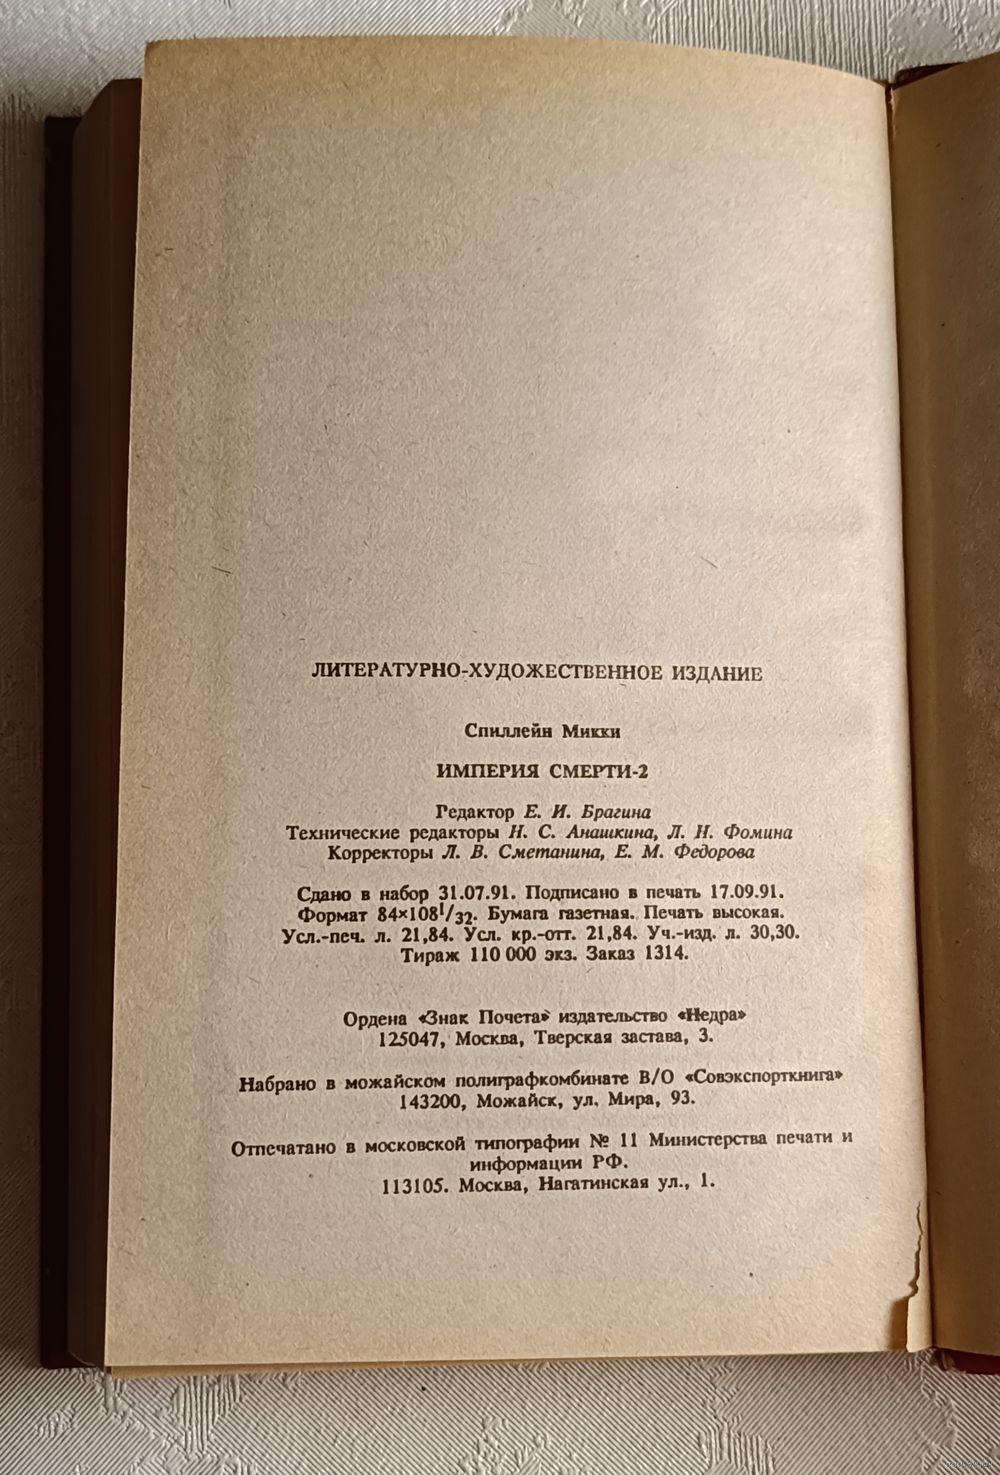 ЛИТЕРАТУРНО-ХУДОЖЕСТВЕННОЕ ИЗДАНИЕ
Спиллейн Микки
ИМПЕРИЯ СМЕРТИ-2
Редактор Е. И. Брагина
Технические редакторы Н. С. Анашкина, Л. Н. Фомина
Корректоры Л. В. Сметанина, Е. М. Федорова
Сдано в набор 31.07.91. Подписано в печать 17.09.91.
Формат 84×108¹/₃₂. Бумага газетная. Печать высокая.
Усл.-печ. л. 21,84. Усл. кр.-отт. 21,84. Уч.-изд. л. 30,30.
Тираж 110 000 экз. Заказ 1314.
Ордена «Знак Почета» издательство «Недра»
125047, Москва, Тверская застава, 3.
Набрано в можайском полиграфкомбинате В/О «Совэкспорткнига»
143200, Можайск, ул. Мира, 93.
Отпечатано в московской типографии № 11 Министерства печати и
информации РФ.
113105. Москва, Нагатинская ул., 1.